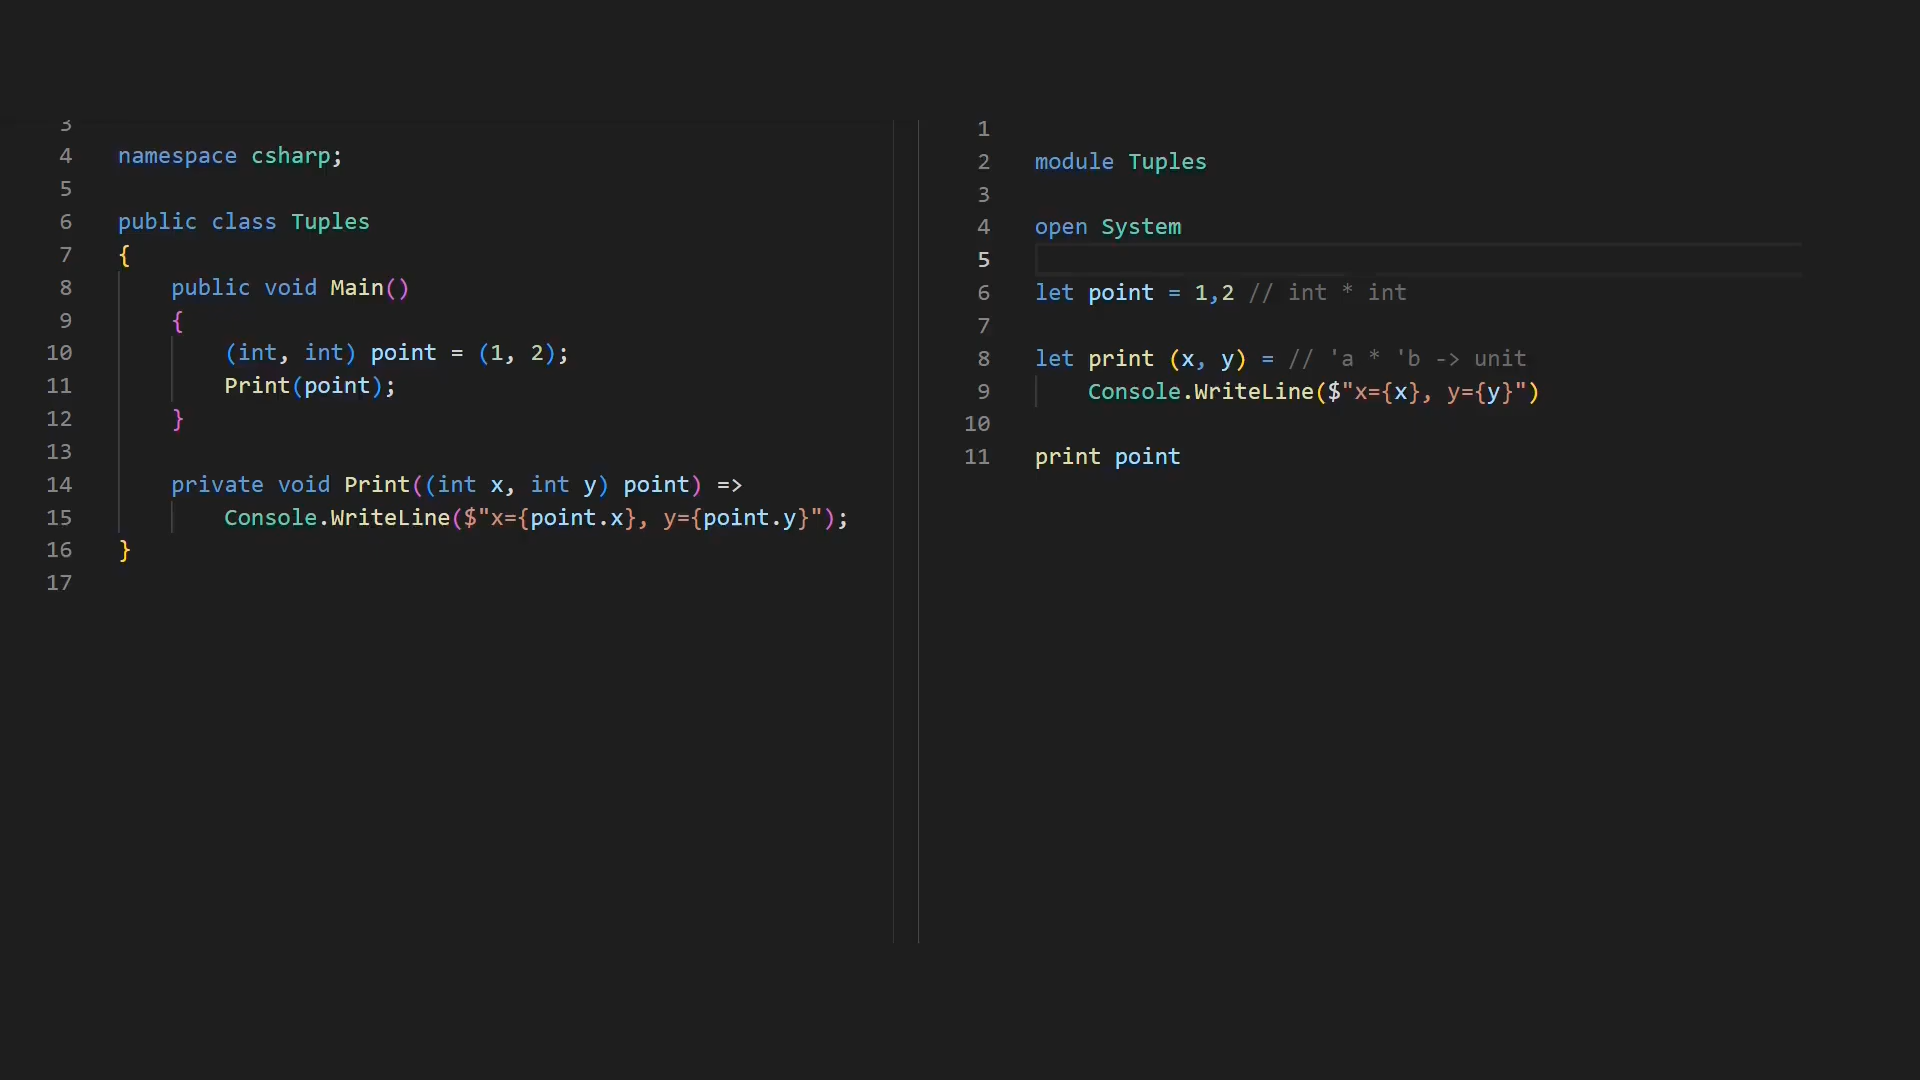 3
4 namespace csharp;
5
6 public class Tuples
7 {
8 public void Main()
9 {
10 (int, int) point = (1, 2);
11 Print(point);
12 }
13
14 private void Print((int x, int y) point) =>
15 Console.WriteLine($"x={point.x}, y={point.y}");
16 }
17
1
2 module Tuples
3
4 open System
5
6 let point = 1,2 // int * int
7
8 let print (x, y) = // 'a * 'b -> unit
9 Console.WriteLine($"x={x}, y={y}")
10
11 print point